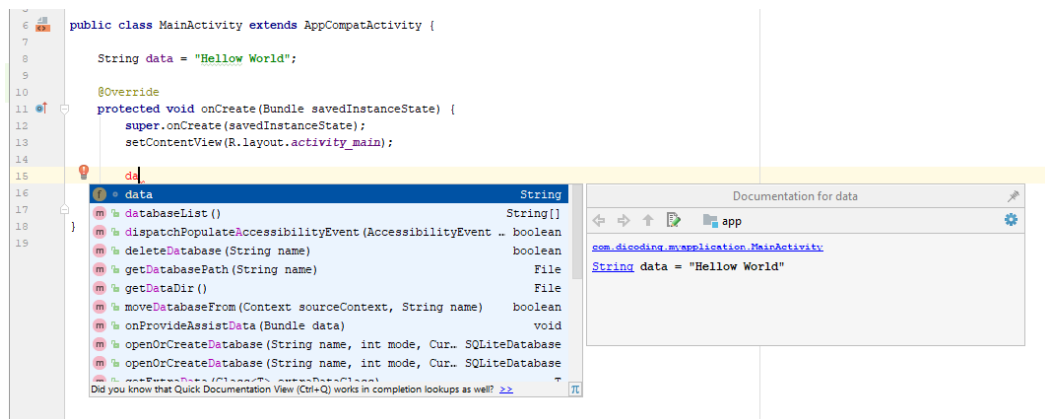 6 public class MainActivity extends AppCompatActivity {
7
8 String data = "Hellow World";
9
10 @Override
11 protected void onCreate(Bundle savedInstanceState) {
12 super.onCreate(savedInstanceState);
13 setContentView(R.layout.activity_main);
14
15 da
16 f data String
17 m databaseList() String[]
18 } m dispatchPopulateAccessibilityEvent(AccessibilityEvent … boolean
19 m deleteDatabase(String name) boolean
m getDatabasePath(String name) File
m getDataDir() File
m moveDatabaseFrom(Context sourceContext, String name) boolean
m onProvideAssistData(Bundle data) void
m openOrCreateDatabase(String name, int mode, Cur… SQLiteDatabase
m openOrCreateDatabase(String name, int mode, Cur… SQLiteDatabase
m getExtraData(Class<T> extraDataClass) T
Did you know that Quick Documentation View (Ctrl+Q) works in completion lookups as well? >> π
Documentation for data
app
com.dicoding.myapplication.MainActivity
String data = "Hellow World"